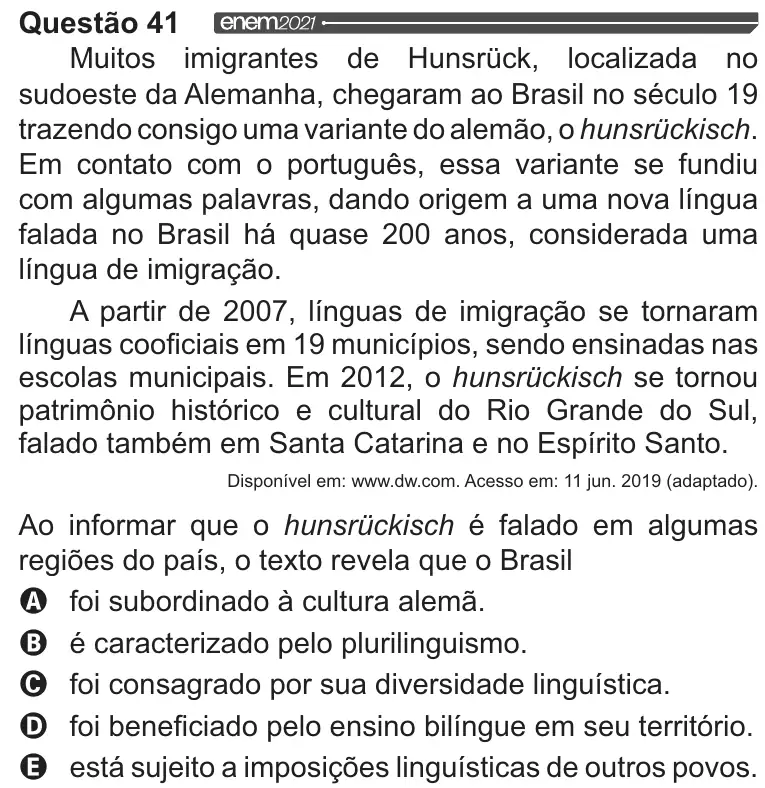 Questão 41 enem2021
Muitos imigrantes de Hunsrück, localizada no
sudoeste da Alemanha, chegaram ao Brasil no século 19
trazendo consigo uma variante do alemão, o hunsrückisch.
Em contato com o português, essa variante se fundiu
com algumas palavras, dando origem a uma nova língua
falada no Brasil há quase 200 anos, considerada uma
língua de imigração.
A partir de 2007, línguas de imigração se tornaram
línguas cooficiais em 19 municípios, sendo ensinadas nas
escolas municipais. Em 2012, o hunsrückisch se tornou
patrimônio histórico e cultural do Rio Grande do Sul,
falado também em Santa Catarina e no Espírito Santo.
Disponível em: www.dw.com. Acesso em: 11 jun. 2019 (adaptado).
Ao informar que o hunsrückisch é falado em algumas
regiões do país, o texto revela que o Brasil
A foi subordinado à cultura alemã.
B é caracterizado pelo plurilinguismo.
C foi consagrado por sua diversidade linguística.
D foi beneficiado pelo ensino bilíngue em seu território.
E está sujeito a imposições linguísticas de outros povos.